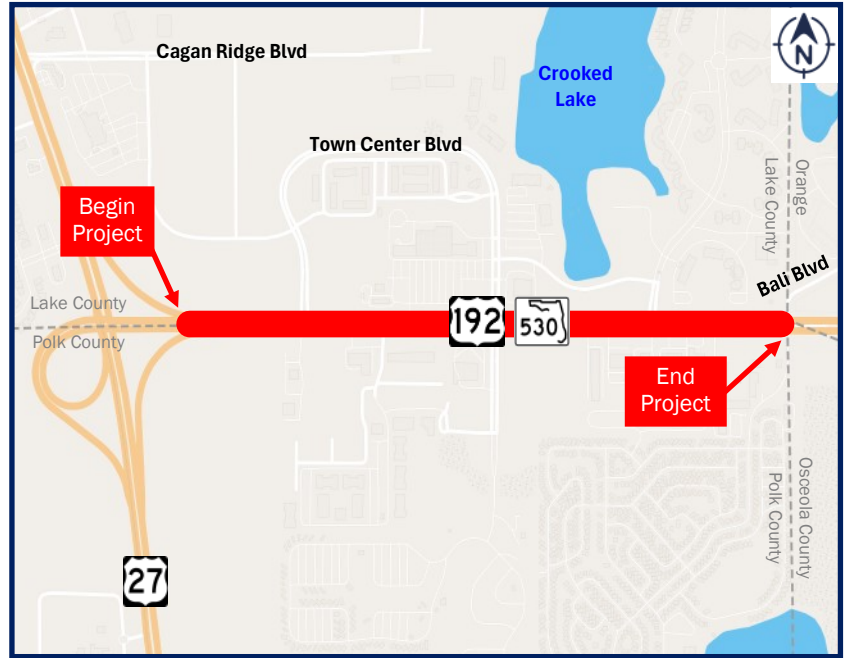 Cagan Ridge Blvd
N
Crooked
Lake
Town Center Blvd
Orange
Lake County
Begin
Project
Bali Blvd
Lake County
Polk County
192
530
End
Project
Osceola County
Polk County
27